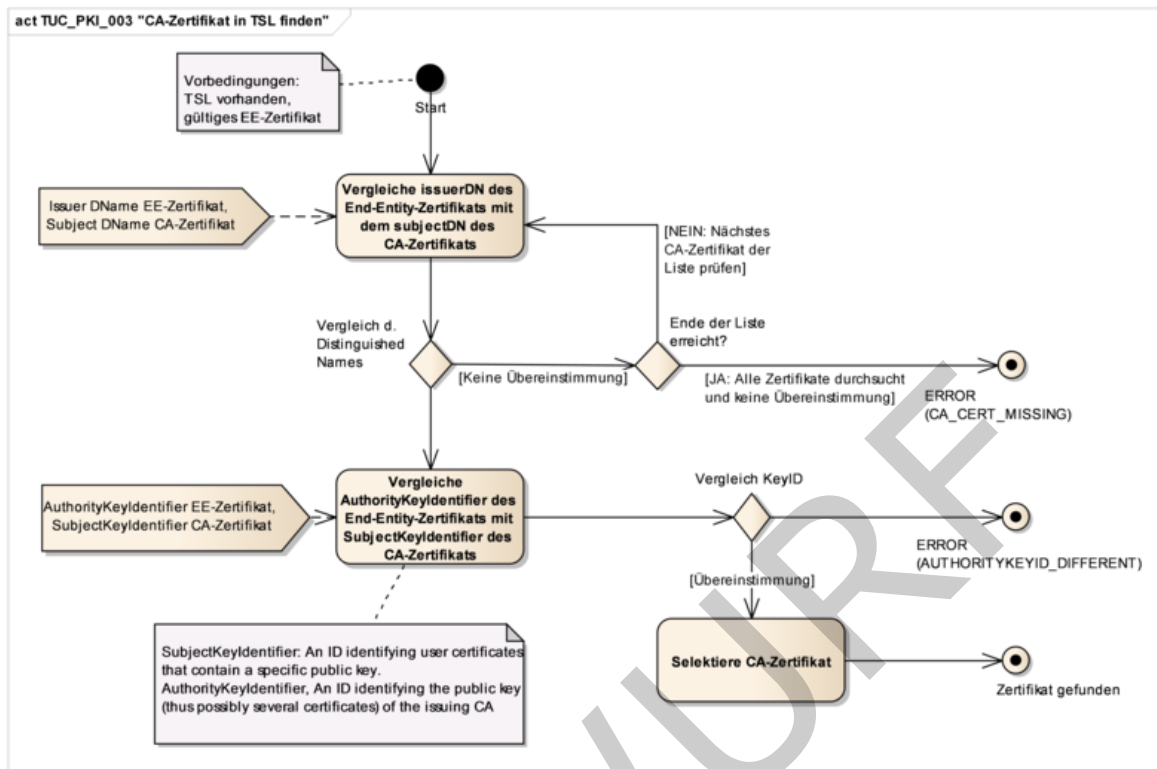 act TUC_PKI_003 "CA-Zertifikat in TSL finden"
Vorbedingungen:
TSL vorhanden,
gültiges EE-Zertifikat
Start
Issuer DName EE-Zertifikat,
Subject DName CA-Zertifikat
Vergleiche issuerDN des
End-Entity-Zertifikats mit
dem subjectDN des
CA-Zertifikats
[NEIN: Nächstes
CA-Zertifikat der
Liste prüfen]
Vergleich d.
Distinguished
Names
[Keine Übereinstimmung]
Ende der Liste
erreicht?
[JA: Alle Zertifikate durchsucht
und keine Übereinstimmung]
ERROR
(CA_CERT_MISSING)
AuthorityKeyIdentifier EE-Zertifikat,
SubjectKeyIdentifier CA-Zertifikat
Vergleiche
AuthorityKeyIdentifier des
End-Entity-Zertifikats mit
SubjectKeyIdentifier des
CA-Zertifikats
Vergleich KeyID
ERROR
(AUTHORITYKEYID_DIFFERENT)
[Übereinstimmung]
SubjectKeyIdentifier: An ID identifying user certificates
that contain a specific public key.
AuthorityKeyIdentifier, An ID identifying the public key
(thus possibly several certificates) of the issuing CA
Selektiere CA-Zertifikat
Zertifikat gefunden
WURF